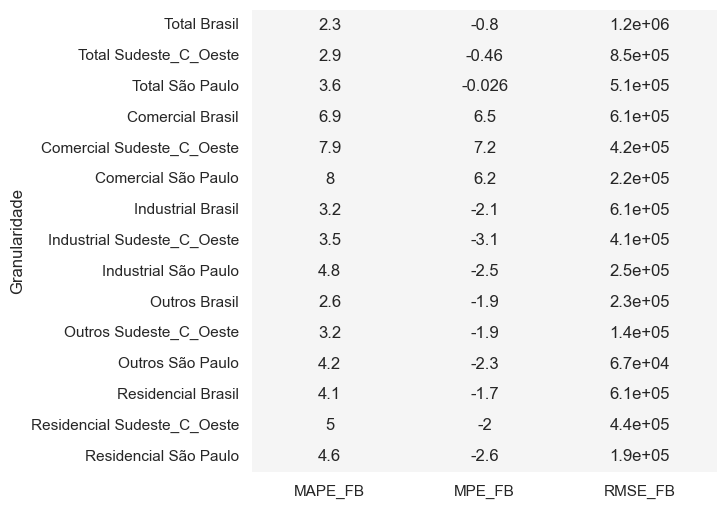 Granularidade
Total Brasil 2.3 -0.8 1.2e+06
Total Sudeste_C_Oeste 2.9 -0.46 8.5e+05
Total São Paulo 3.6 -0.026 5.1e+05
Comercial Brasil 6.9 6.5 6.1e+05
Comercial Sudeste_C_Oeste 7.9 7.2 4.2e+05
Comercial São Paulo 8 6.2 2.2e+05
Industrial Brasil 3.2 -2.1 6.1e+05
Industrial Sudeste_C_Oeste 3.5 -3.1 4.1e+05
Industrial São Paulo 4.8 -2.5 2.5e+05
Outros Brasil 2.6 -1.9 2.3e+05
Outros Sudeste_C_Oeste 3.2 -1.9 1.4e+05
Outros São Paulo 4.2 -2.3 6.7e+04
Residencial Brasil 4.1 -1.7 6.1e+05
Residencial Sudeste_C_Oeste 5 -2 4.4e+05
Residencial São Paulo 4.6 -2.6 1.9e+05
MAPE_FB MPE_FB RMSE_FB